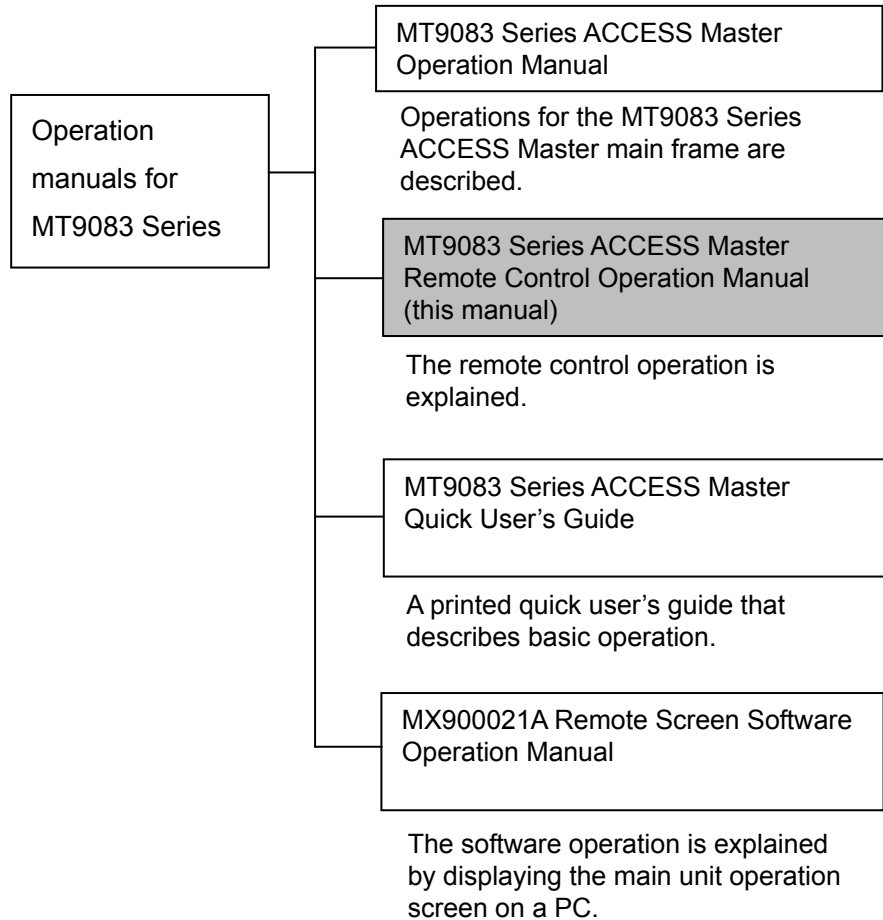 MT9083 Series ACCESS Master
Operation Manual
Operation
manuals for
MT9083 Series
Operations for the MT9083 Series
ACCESS Master main frame are
described.
MT9083 Series ACCESS Master
Remote Control Operation Manual
(this manual)
The remote control operation is
explained.
MT9083 Series ACCESS Master
Quick User’s Guide
A printed quick user’s guide that
describes basic operation.
MX900021A Remote Screen Software
Operation Manual
The software operation is explained
by displaying the main unit operation
screen on a PC.